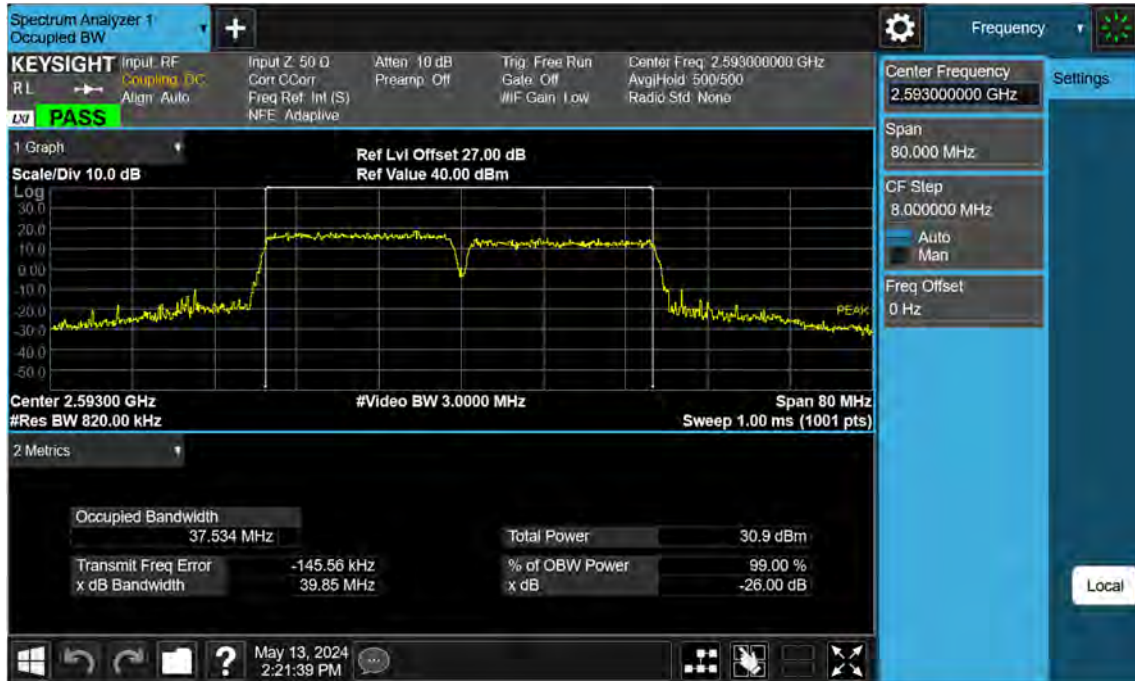 Spectrum Analyzer 1
Occupied BW
Frequency
KEYSIGHT
R L
LXI
PASS
Input: RF
Coupling: DC
Align: Auto
Input Z: 50 Ω
Corr CCorr
Freq Ref: Int (S)
NFE: Adaptive
Atten: 10 dB
Preamp: Off
Trig: Free Run
Gate: Off
#IF Gain: Low
Center Freq: 2.593000000 GHz
Avg|Hold: 500/500
Radio Std: None
Center Frequency
2.593000000 GHz
Settings
Span
80.000 MHz
CF Step
8.000000 MHz
Auto
Man
Freq Offset
0 Hz
Local
1 Graph
Scale/Div 10.0 dB
Ref Lvl Offset 27.00 dB
Ref Value 40.00 dBm
Log
30.0
20.0
10.0
0.00
-10.0
-20.0
-30.0
-40.0
-50.0
PEAK
Center 2.59300 GHz
#Video BW 3.0000 MHz
Span 80 MHz
#Res BW 820.00 kHz
Sweep 1.00 ms (1001 pts)
2 Metrics
Occupied Bandwidth
37.534 MHz
Total Power 30.9 dBm
Transmit Freq Error -145.56 kHz
% of OBW Power 99.00 %
x dB Bandwidth 39.85 MHz
x dB -26.00 dB
?
May 13, 2024
2:21:39 PM